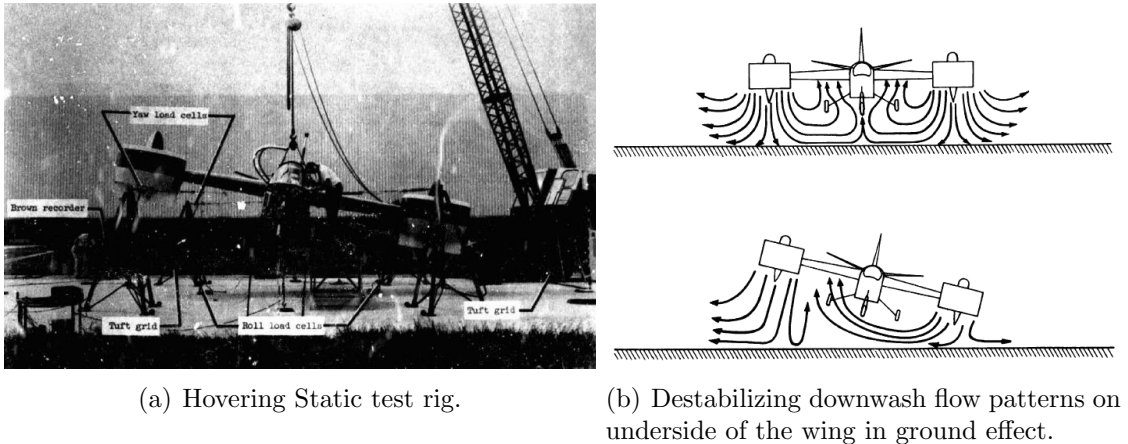 Yaw load cells
Brown recorder
Tuft grid
Roll load cells
Tuft grid
(a) Hovering Static test rig.
(b) Destabilizing downwash flow patterns on
underside of the wing in ground effect.